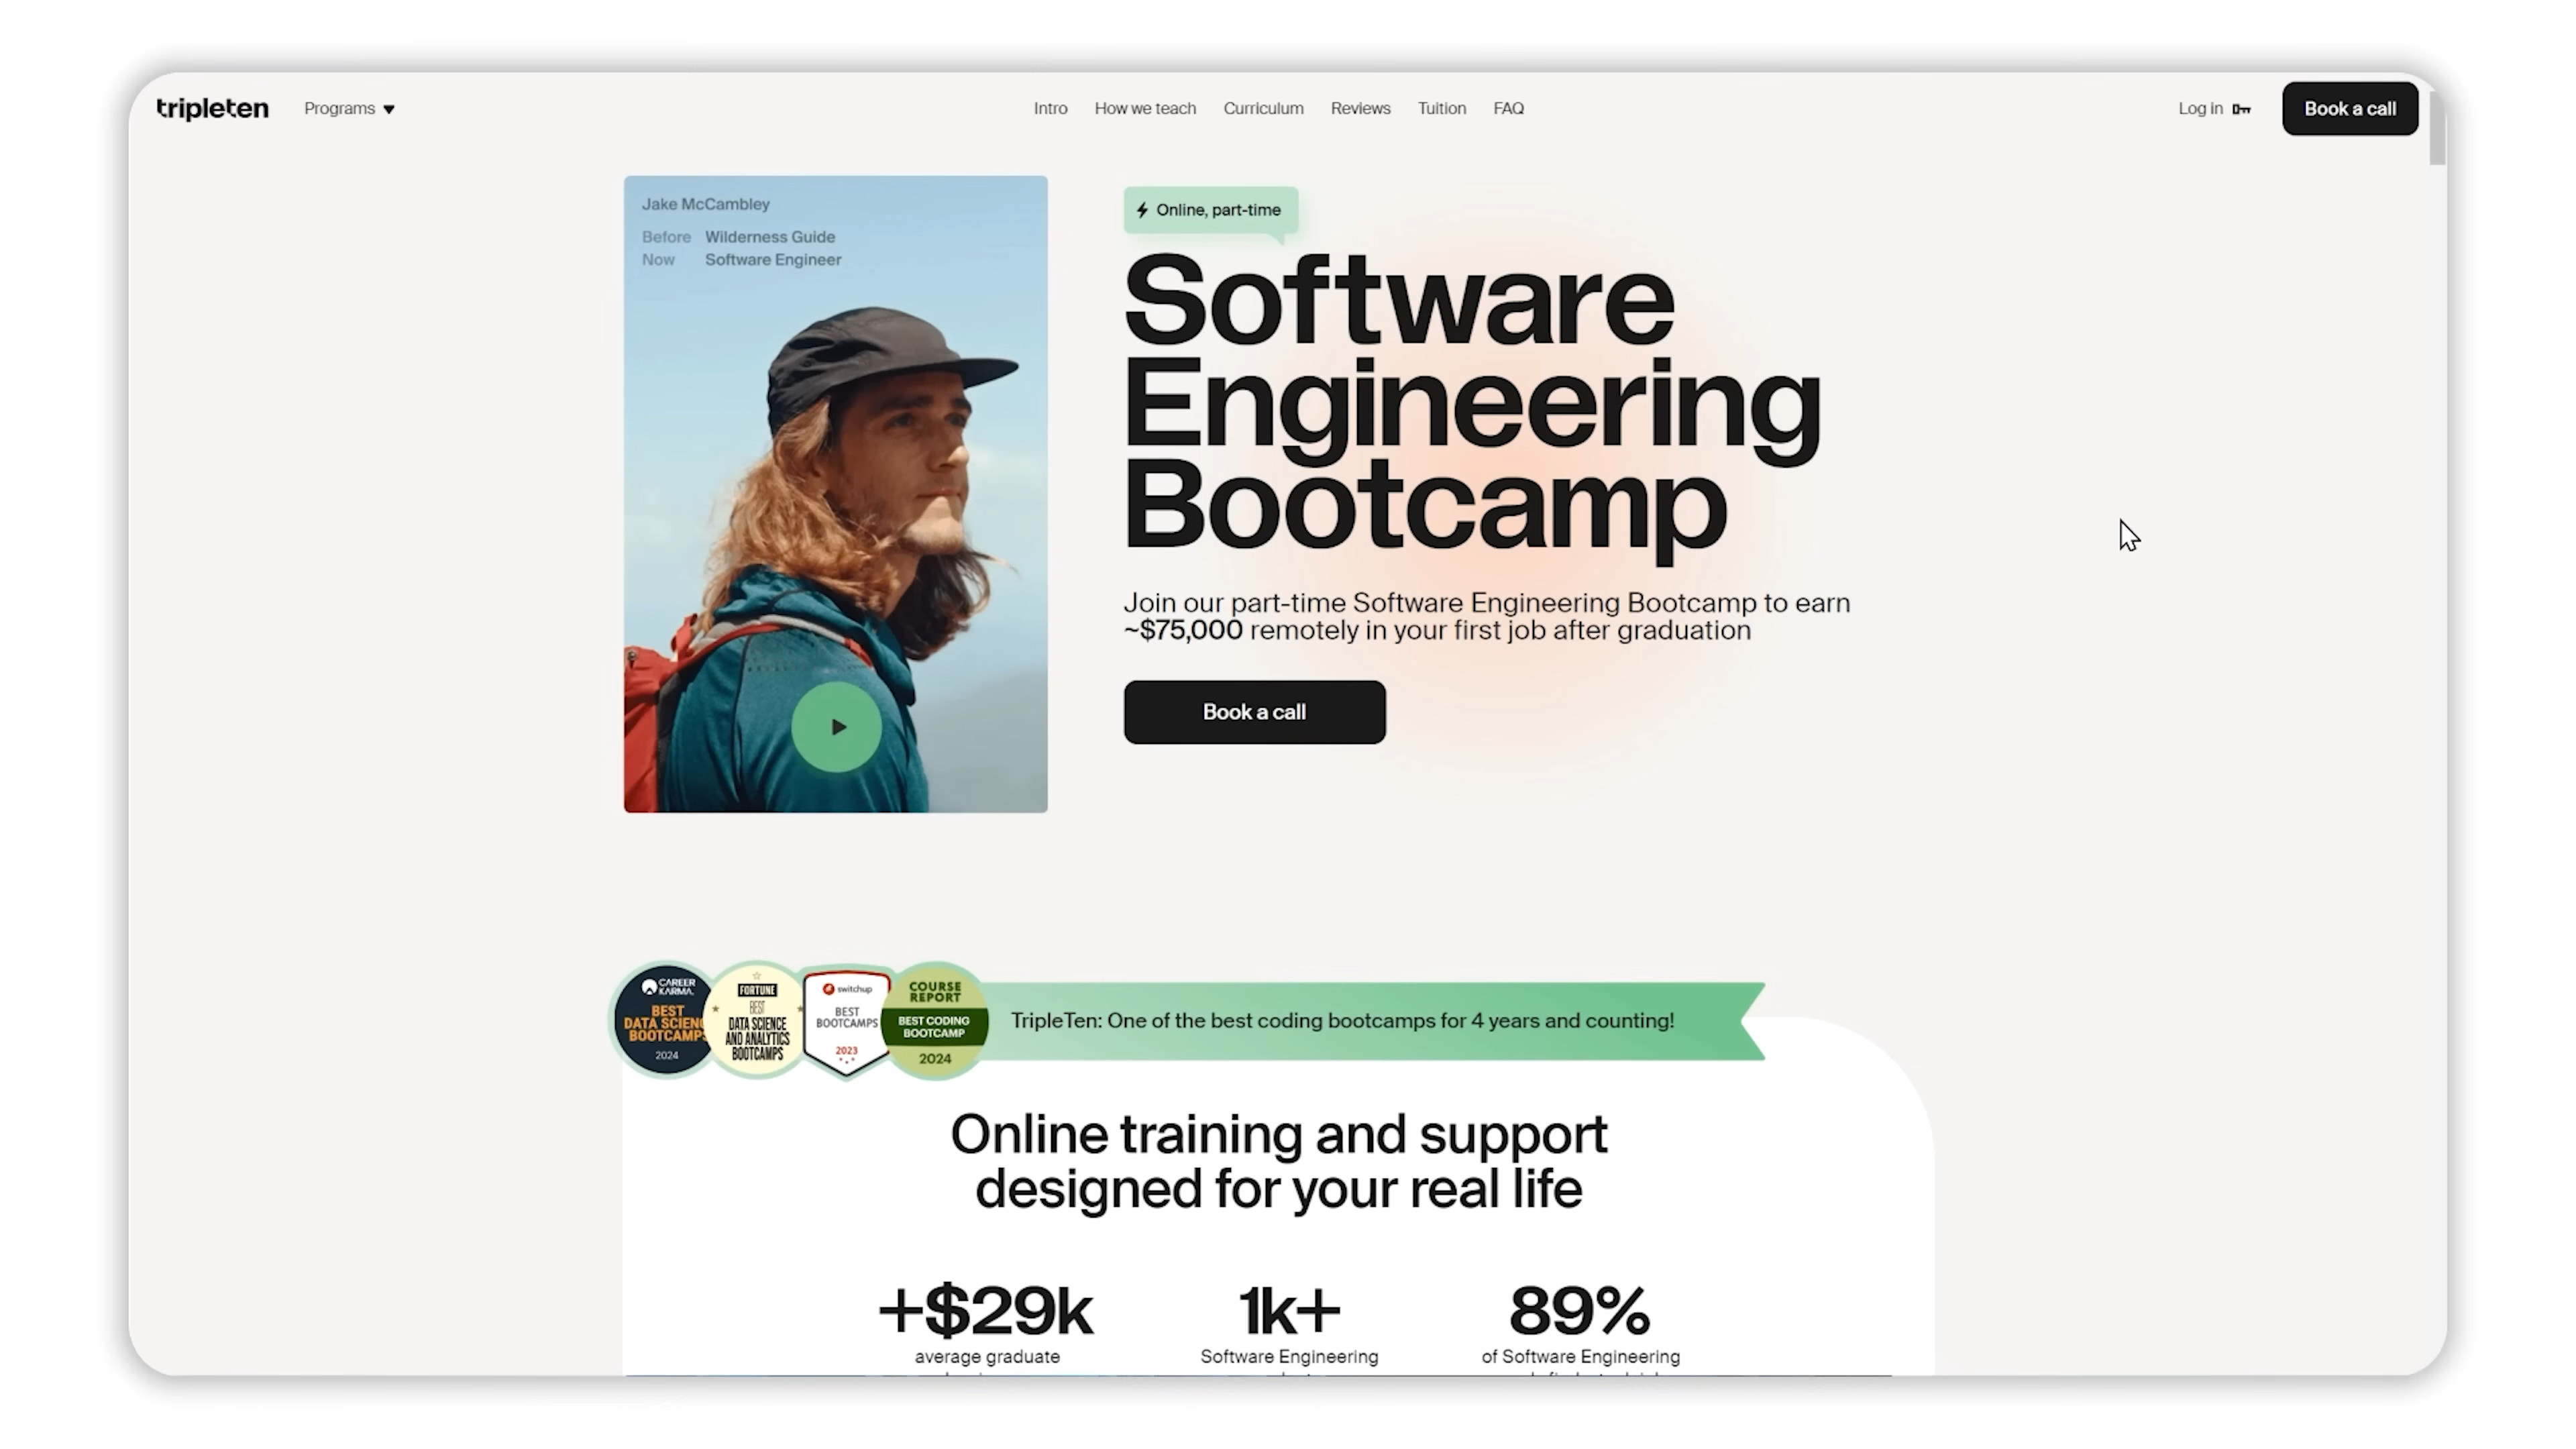 tripleten
Programs
Intro
How we teach
Curriculum
Reviews
Tuition
FAQ
Log in
Book a call
Jake McCambley
Before Wilderness Guide
Now Software Engineer
Online, part-time
Software
Engineering
Bootcamp
Join our part-time Software Engineering Bootcamp to earn
~$75,000 remotely in your first job after graduation
Book a call
CAREER
KARMA
BEST
DATA SCIENC
BOOTCAMPS
2024
FORTUNE
BEST
DATA SCIENCE
AND ANALYTICS
BOOTCAMPS
switchup
BEST
BOOTCAMPS
2023
COURSE
REPORT
BEST CODING
BOOTCAMP
2024
TripleTen: One of the best coding bootcamps for 4 years and counting!
Online training and support
designed for your real life
+$29k
average graduate
1k+
Software Engineering
89%
of Software Engineering